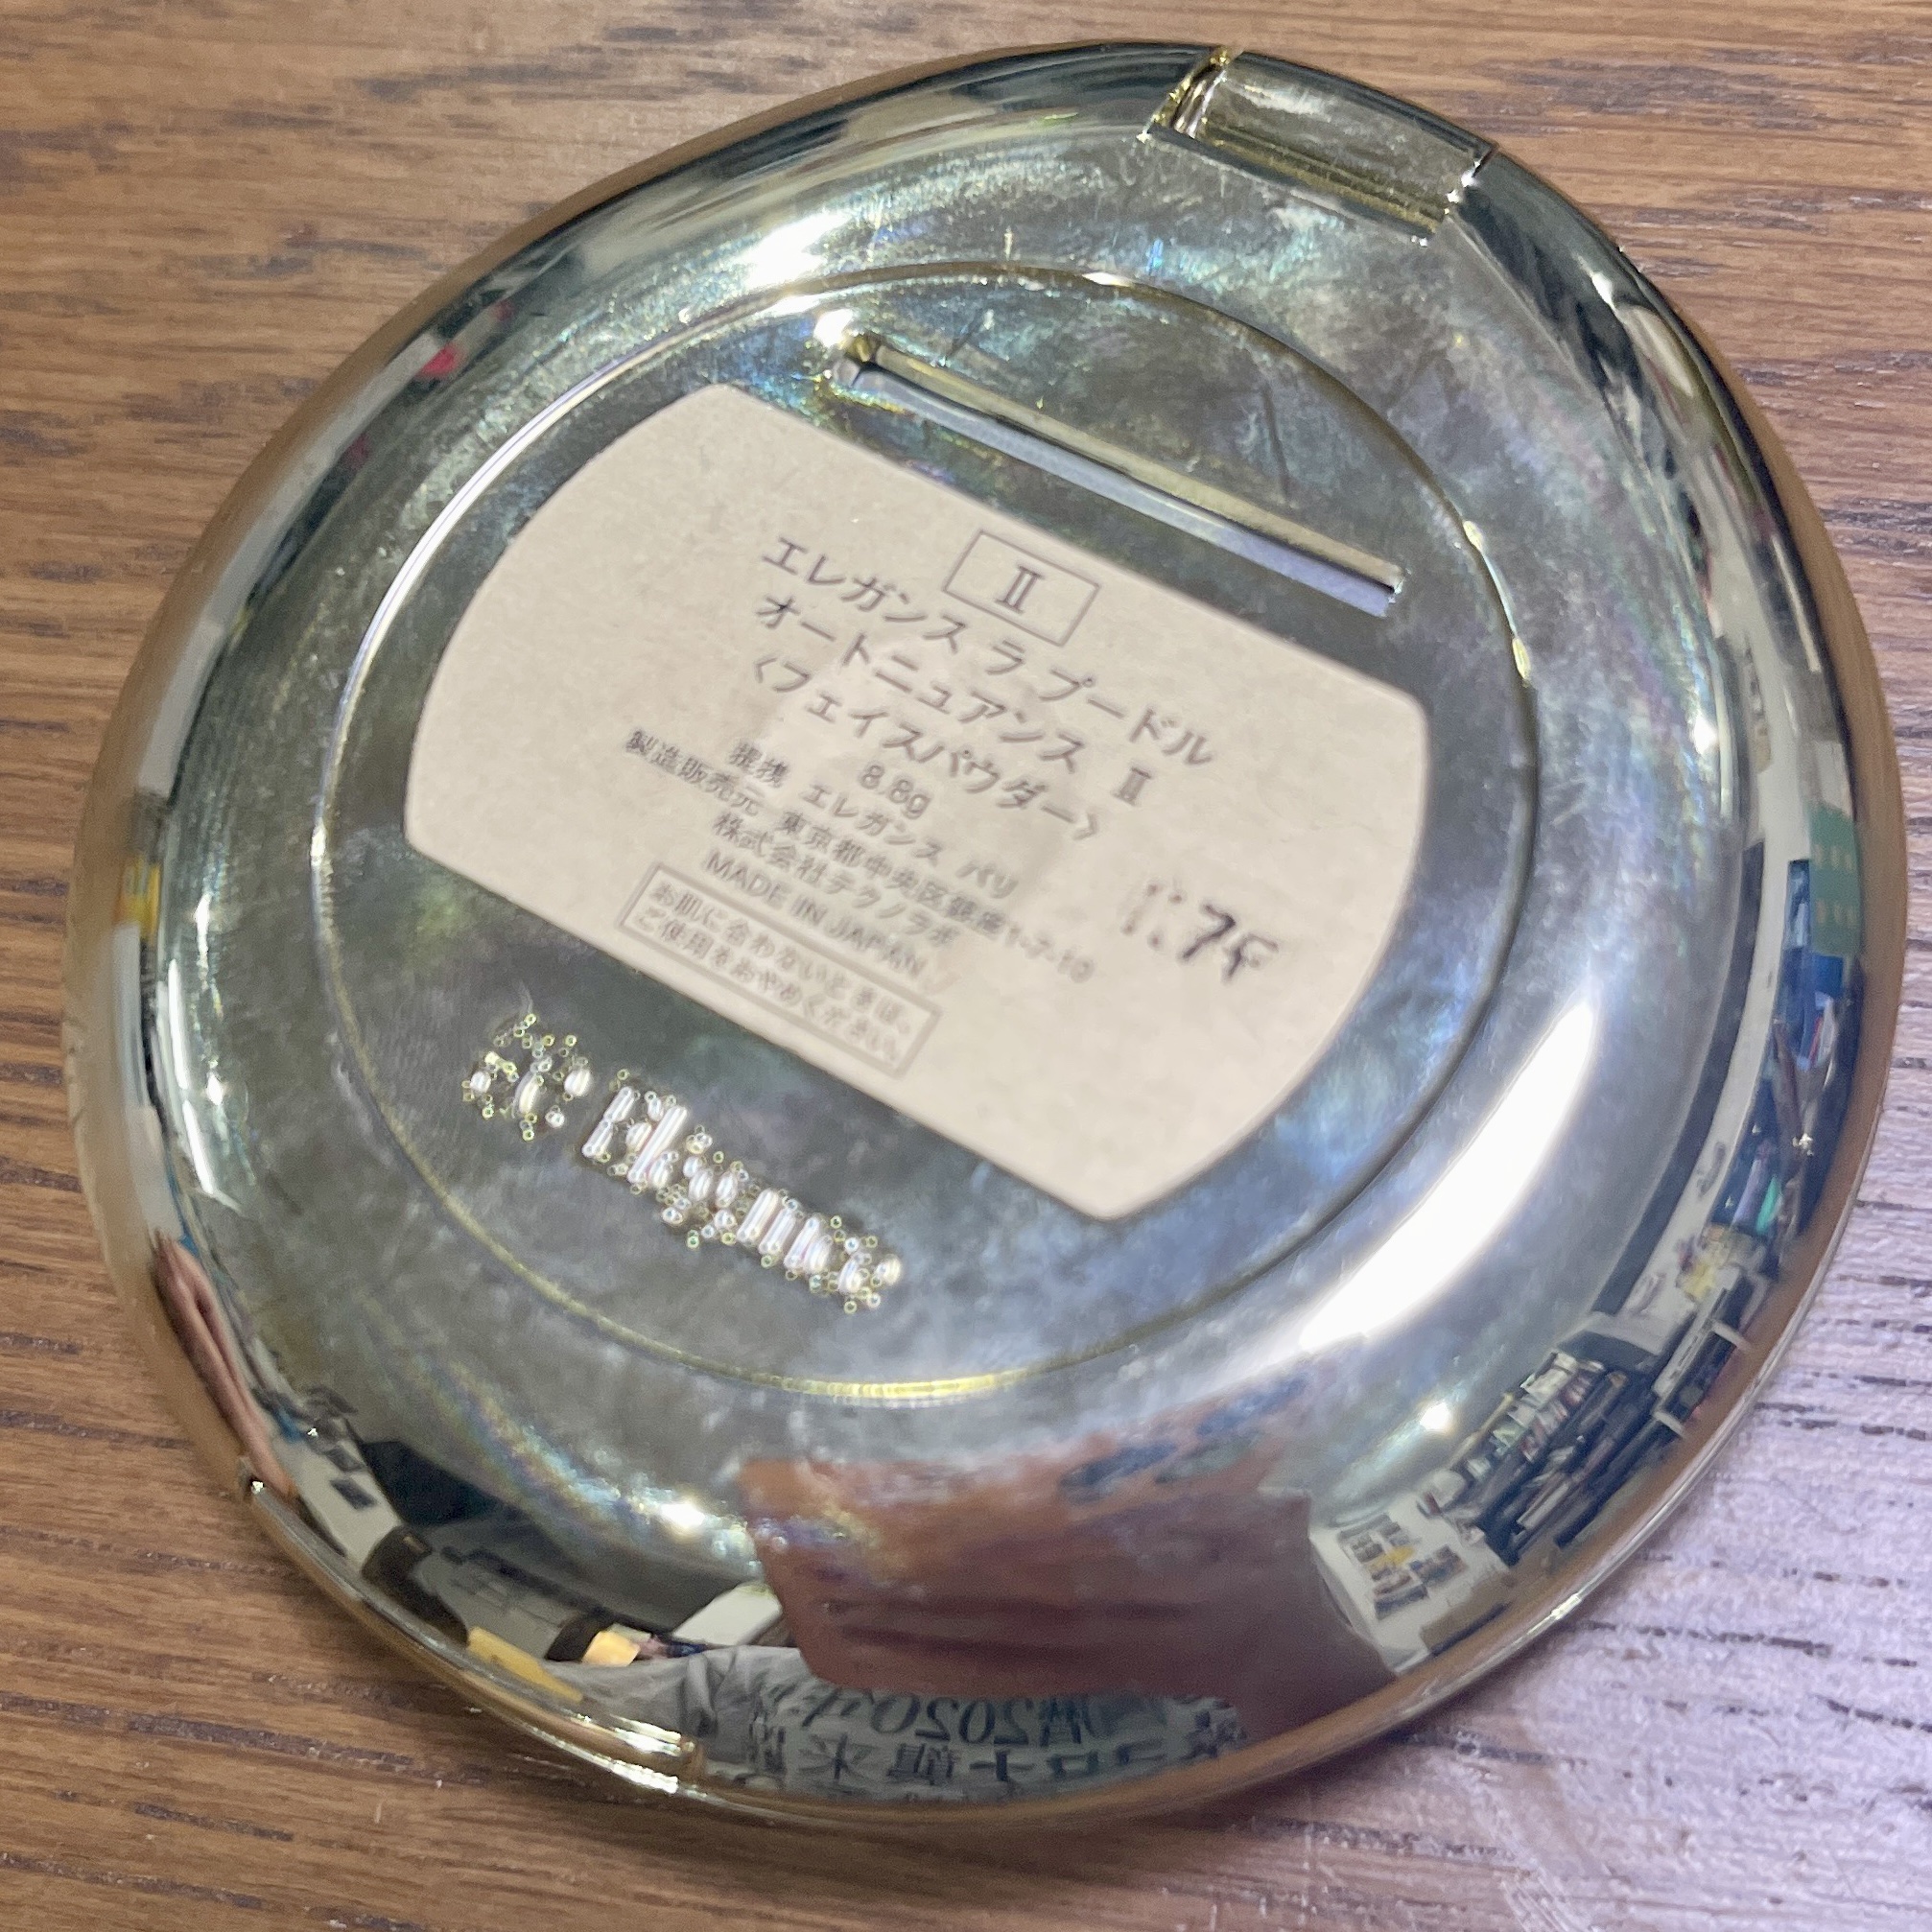 Ⅱ
エレガンス ラ プードル
オートニュアンス Ⅱ
〈フェイスパウダー〉
8.8g
提携 エレガンス パリ
製造販売元 東京都中央区銀座1-7-10
株式会社テクノラボ
MADE IN JAPAN
お肌に合わないときは、
ご使用をおやめください。
Elégance